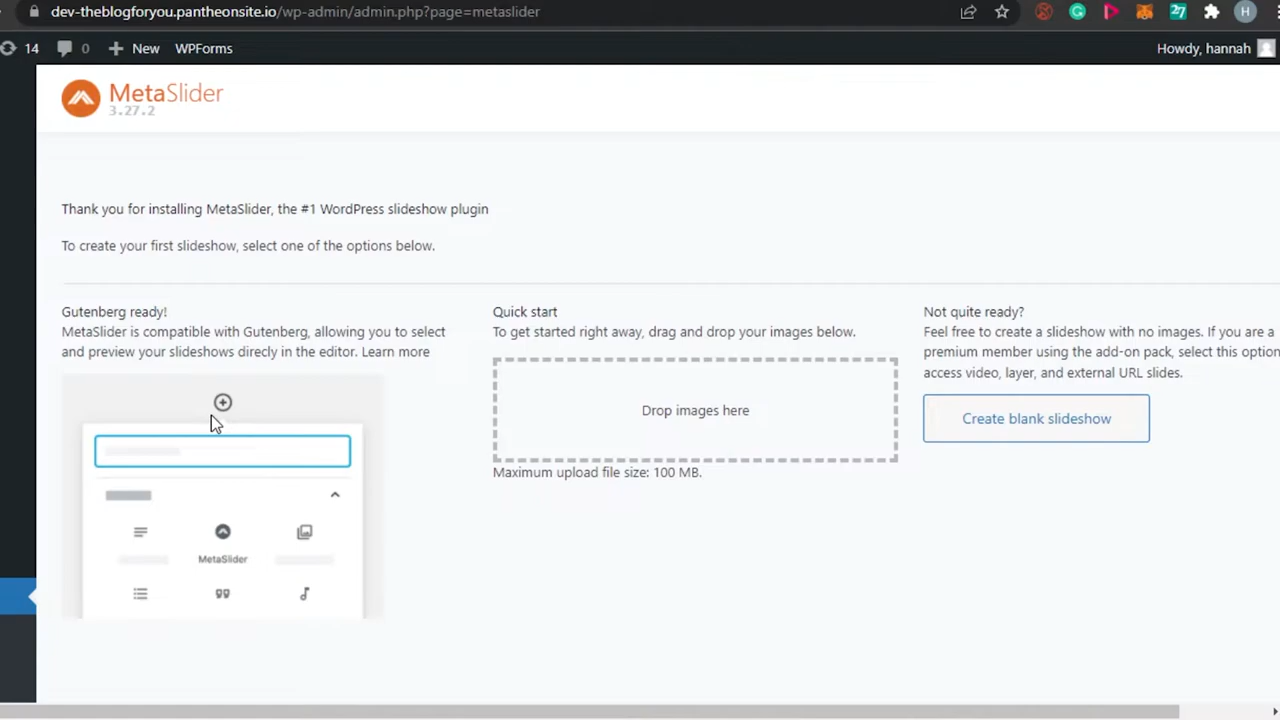 dev-theblogforyou.pantheonsite.io/wp-admin/admin.php?page=metaslider
27
H
14
0
New
WPForms
Howdy, hannah
MetaSlider
3.27.2
Thank you for installing MetaSlider, the #1 WordPress slideshow plugin
To create your first slideshow, select one of the options below.
Gutenberg ready!
MetaSlider is compatible with Gutenberg, allowing you to select
and preview your slideshows direcly in the editor. Learn more
MetaSlider
Quick start
To get started right away, drag and drop your images below.
Drop images here
Maximum upload file size: 100 MB.
Not quite ready?
Feel free to create a slideshow with no images. If you are a
premium member using the add-on pack, select this option
access video, layer, and external URL slides.
Create blank slideshow